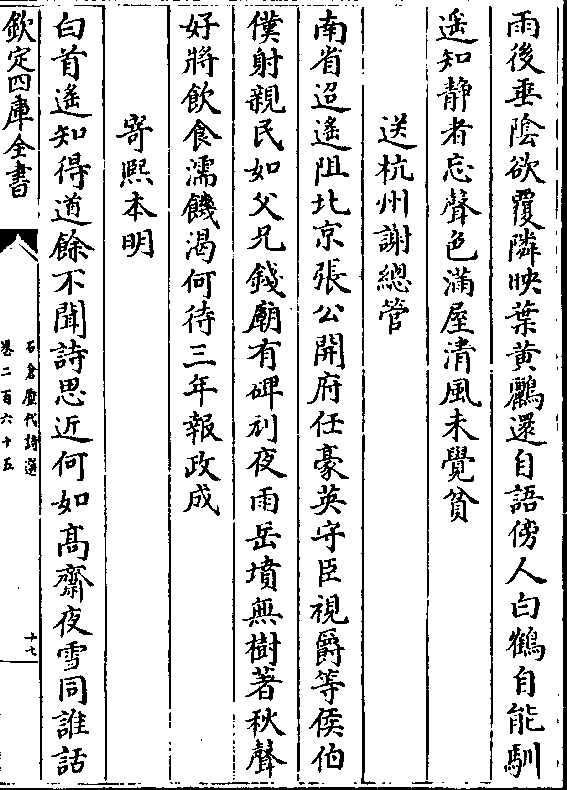 雨後垂陰欲覆隣映葉黃鸝還自語傍人白鶴自能馴
遥知静者忘聲色滿屋清風未覺貧
送杭州謝總管
南省迢遥阻北京張公開府任豪英守臣視爵等侯伯
僕射親民如父兄錢廟有碑刓夜雨岳墳無樹著秋聲
好將飲食濡饑渴何待三年報政成
寄熙本明
白首遙知得道餘不聞詩思近何如高齋夜雪同誰話
欽定四庫全書
石倉歷代詩選
卷二百六十五
十七